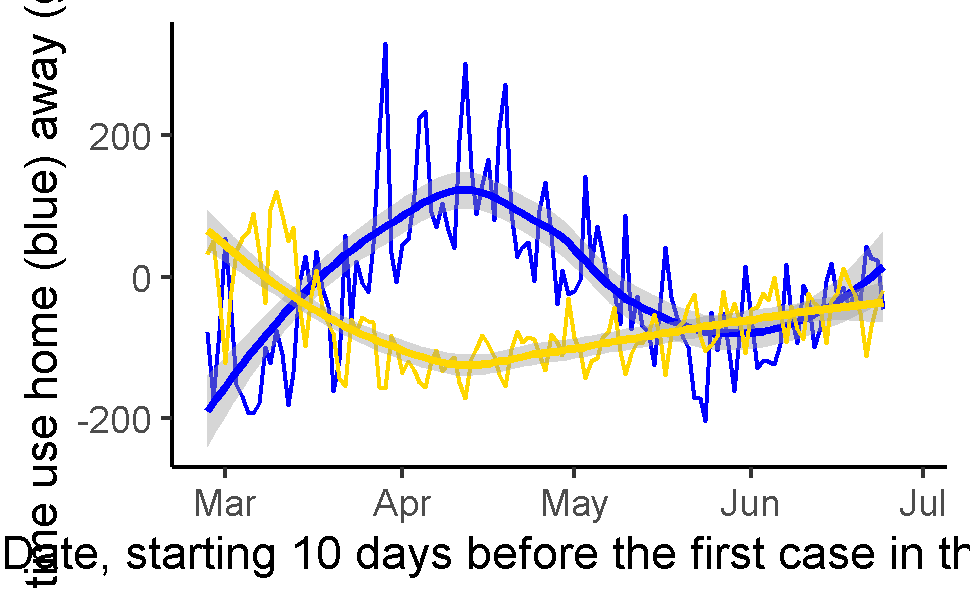 time use home (blue) away (
200
0
-200
Mar Apr May Jun Jul
Date, starting 10 days before the first case in th